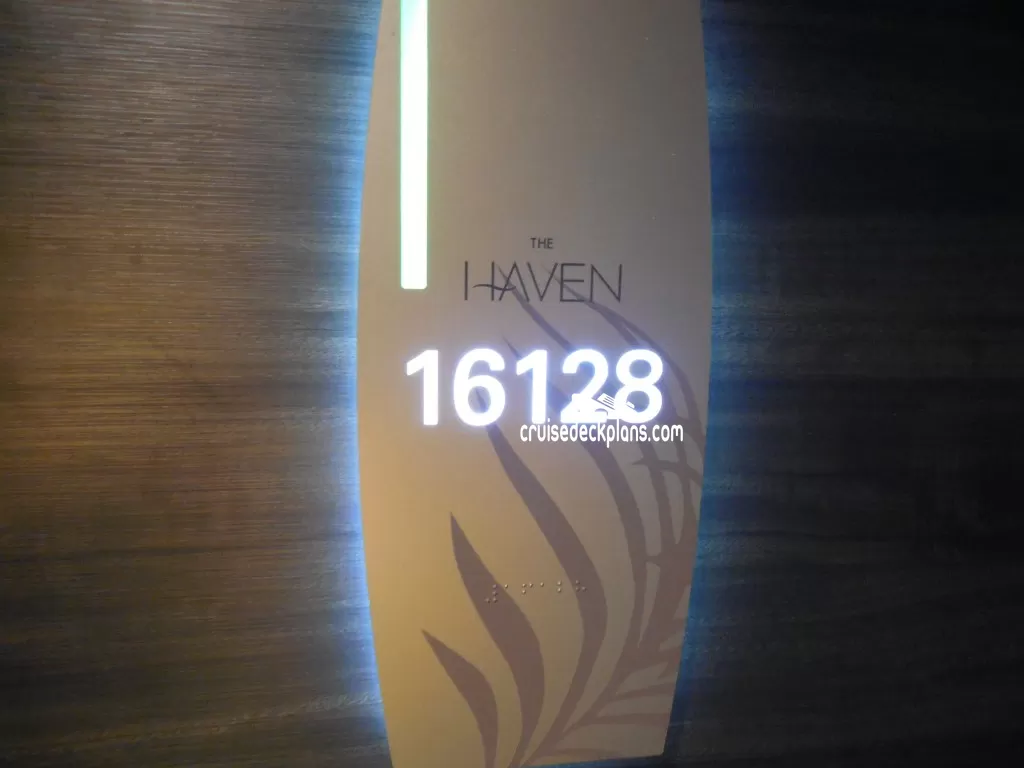 THE
HAVEN
16128
cruisedeckplans.com